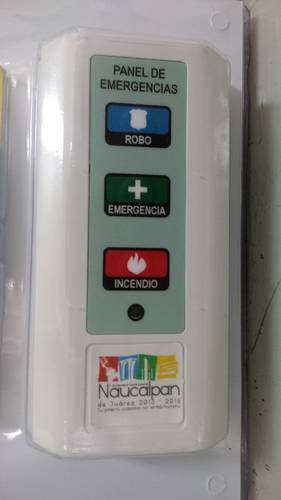 PANEL DE
EMERGENCIAS
ROBO
EMERGENCIA
INCENDIO
Naucalpan
de Juárez 2013 - 2015